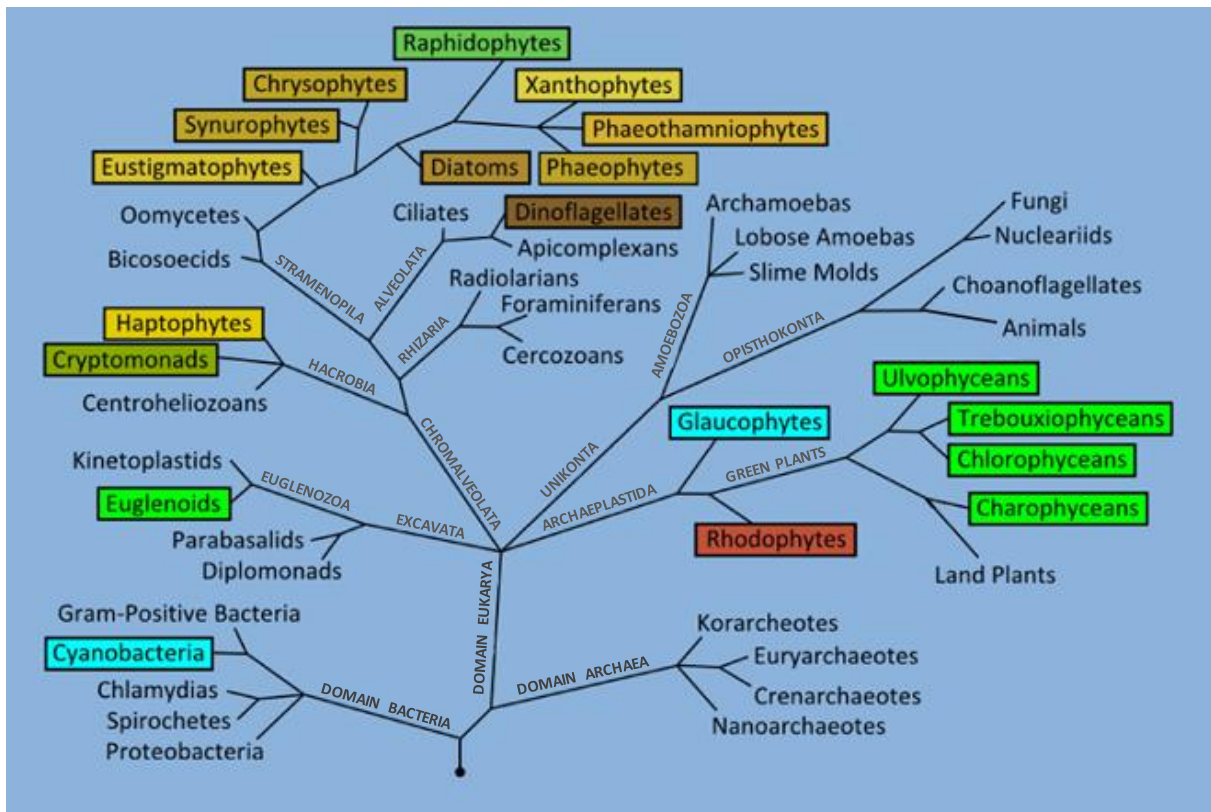 Raphidophytes
Chrysophytes
Xanthophytes
Synurophytes
Phaeothamniophytes
Eustigmatophytes
Diatoms
Phaeophytes
Oomycetes
Ciliates
Dinoflagellates
Archamoebas
Fungi
Bicosoecids
Apicomplexans
Lobose Amoebas
Nucleariids
STRAMENOPILA
ALVEOLATA
Radiolarians
Slime Molds
Choanoflagellates
Foraminiferans
Haptophytes
RHIZARIA
AMOEBOZOA
OPISTHOKONTA
Animals
Cryptomonads
Cercozoans
HACROBIA
Centroheliozoans
Ulvophyceans
CHROMALVEOLATA
Glaucophytes
Trebouxiophyceans
Kinetoplastids
UNIKONTA
GREEN PLANTS
Chlorophyceans
Euglenoids
EUGLENOZOA
EXCAVATA
ARCHAEPLASTIDA
Charophyceans
Parabasalids
Rhodophytes
Diplomonads
Land Plants
Gram-Positive Bacteria
DOMAIN EUKARYA
Korarcheotes
Cyanobacteria
DOMAIN ARCHAEA
Euryarchaeotes
Chlamydias
DOMAIN BACTERIA
Crenarchaeotes
Spirochetes
Nanoarchaeotes
Proteobacteria